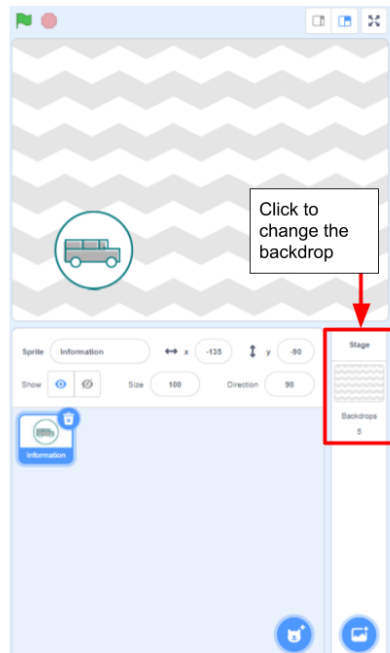 Click to
change the
backdrop
Sprite Information x -135 y -90
Show Size 100 Direction 90
Information
Stage
Backdrops
5